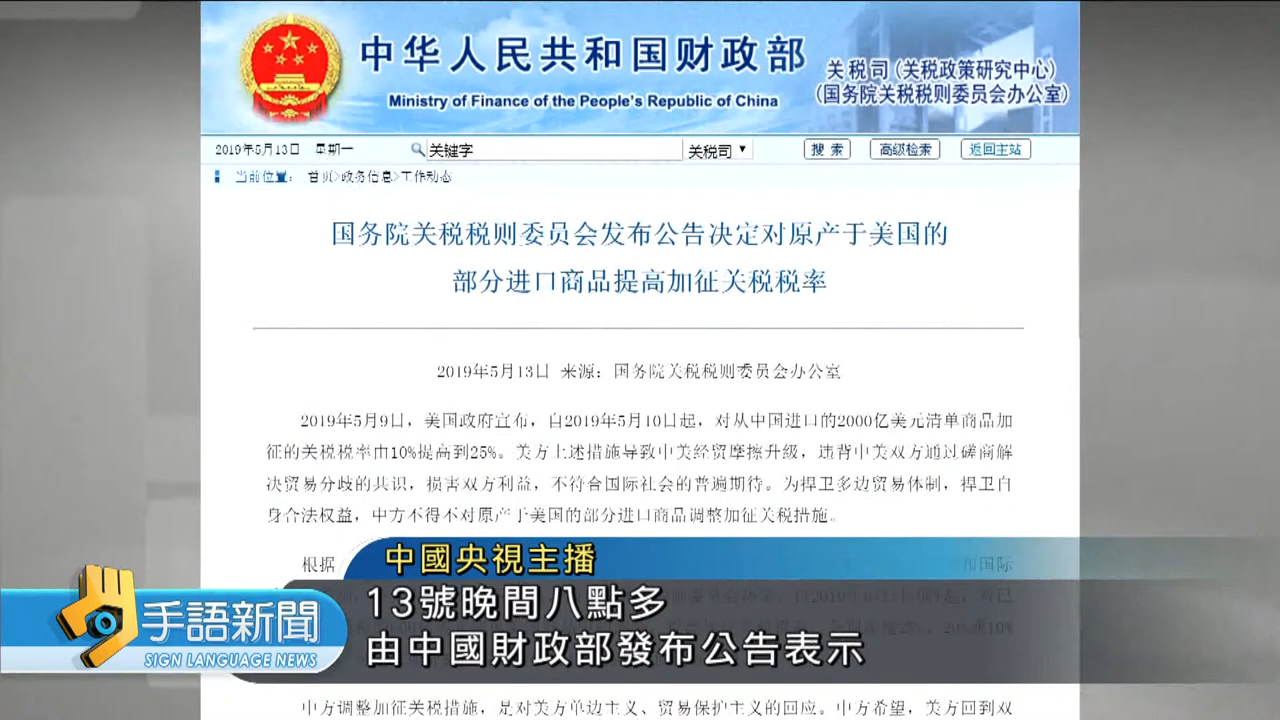 中华人民共和国财政部
Ministry of Finance of the People's Republic of China
关税司(关税政策研究中心)
(国务院关税税则委员会办公室)
2019年5月13日 星期一
关键字
关税司
搜 索
高级检索
返回主站
当前位置: 首页>政务信息>工作动态
国务院关税税则委员会发布公告决定对原产于美国的
部分进口商品提高加征关税税率
2019年5月13日 来源:国务院关税税则委员会办公室
2019年5月9日,美国政府宣布,自2019年5月10日起,对从中国进口的2000亿美元清单商品加
征的关税税率由10%提高到25%。美方上述措施导致中美经贸摩擦升级,违背中美双方通过磋商解
决贸易分歧的共识,损害双方利益,不符合国际社会的普遍期待。为捍卫多边贸易体制,捍卫自
身合法权益,中方不得不对原产于美国的部分进口商品调整加征关税措施。
根据
和国际
中國央視主播
13號晚間八點多
由中國財政部發布公告表示
手語新聞
SIGN LANGUAGE NEWS
中方调整加征关税措施,是对美方单边主义、贸易保护主义的回应。中方希望,美方回到双